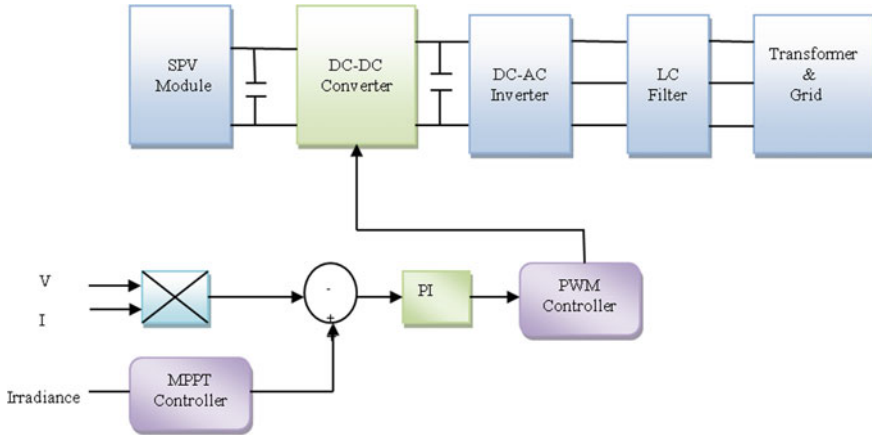 SPV
Module
DC-DC
Converter
DC-AC
Inverter
LC
Filter
Transformer
&
Grid
V
I
-
+
PI
PWM
Controller
Irradiance
MPPT
Controller